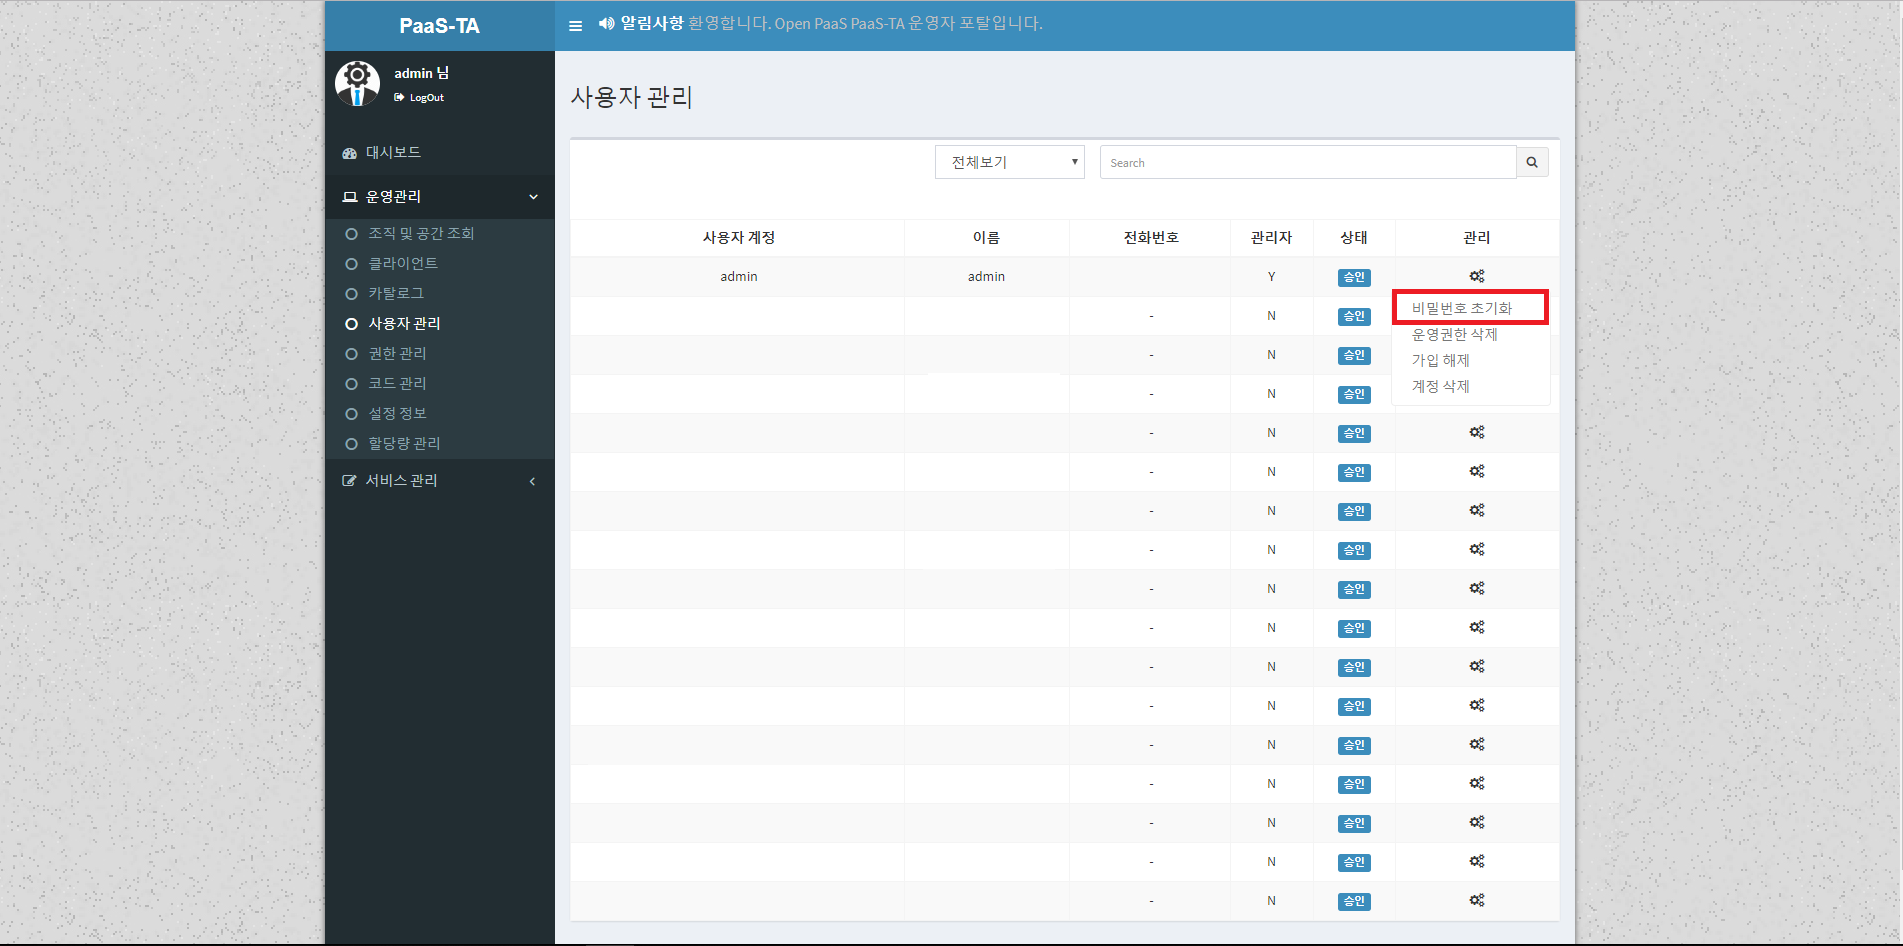 PaaS-TA
알림사항 환영합니다. Open PaaS PaaS-TA 운영자 포탈입니다.
admin 님
LogOut
대시보드
운영관리
조직 및 공간 조회
클라이언트
카탈로그
사용자 관리
권한 관리
코드 관리
설정 정보
할당량 관리
서비스 관리
사용자 관리
전체보기 Search
사용자 계정 이름 전화번호 관리자 상태 관리
admin admin Y 승인
- N 승인
- N 승인
- N 승인
비밀번호 초기화
운영권한 삭제
가입 해제
계정 삭제
- N 승인
- N 승인
- N 승인
- N 승인
- N 승인
- N 승인
- N 승인
- N 승인
- N 승인
- N 승인
- N 승인
- N 승인
- N 승인